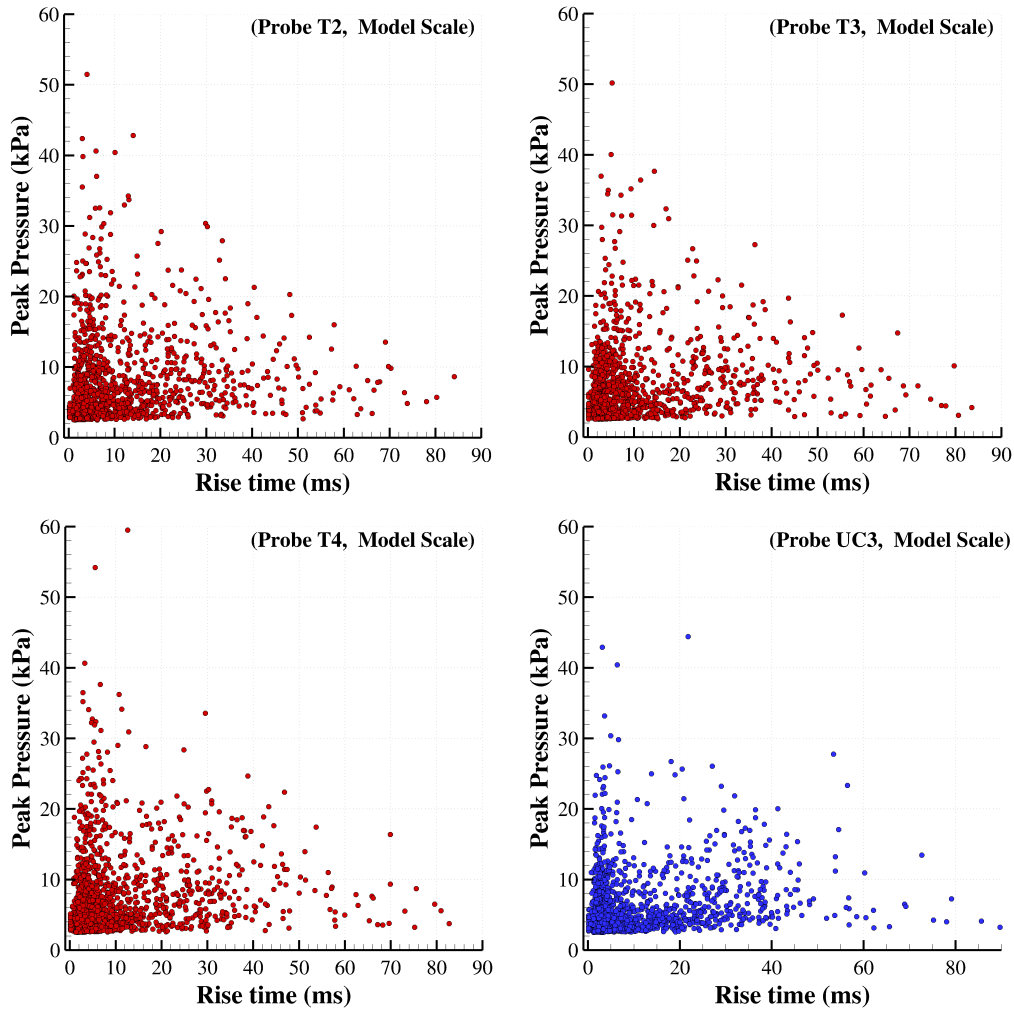 (Probe T2,  Model Scale)
Peak Pressure (kPa)
60
50
40
30
20
10
0
0 10 20 30 40 50 60 70 80 90
Rise time (ms)
(Probe T3,  Model Scale)
Peak Pressure (kPa)
60
50
40
30
20
10
0
0 10 20 30 40 50 60 70 80 90
Rise time (ms)
(Probe T4,  Model Scale)
Peak Pressure (kPa)
60
50
40
30
20
10
0
0 10 20 30 40 50 60 70 80 90
Rise time (ms)
(Probe UC3,  Model Scale)
Peak Pressure (kPa)
60
50
40
30
20
10
0
0 20 40 60 80
Rise time (ms)